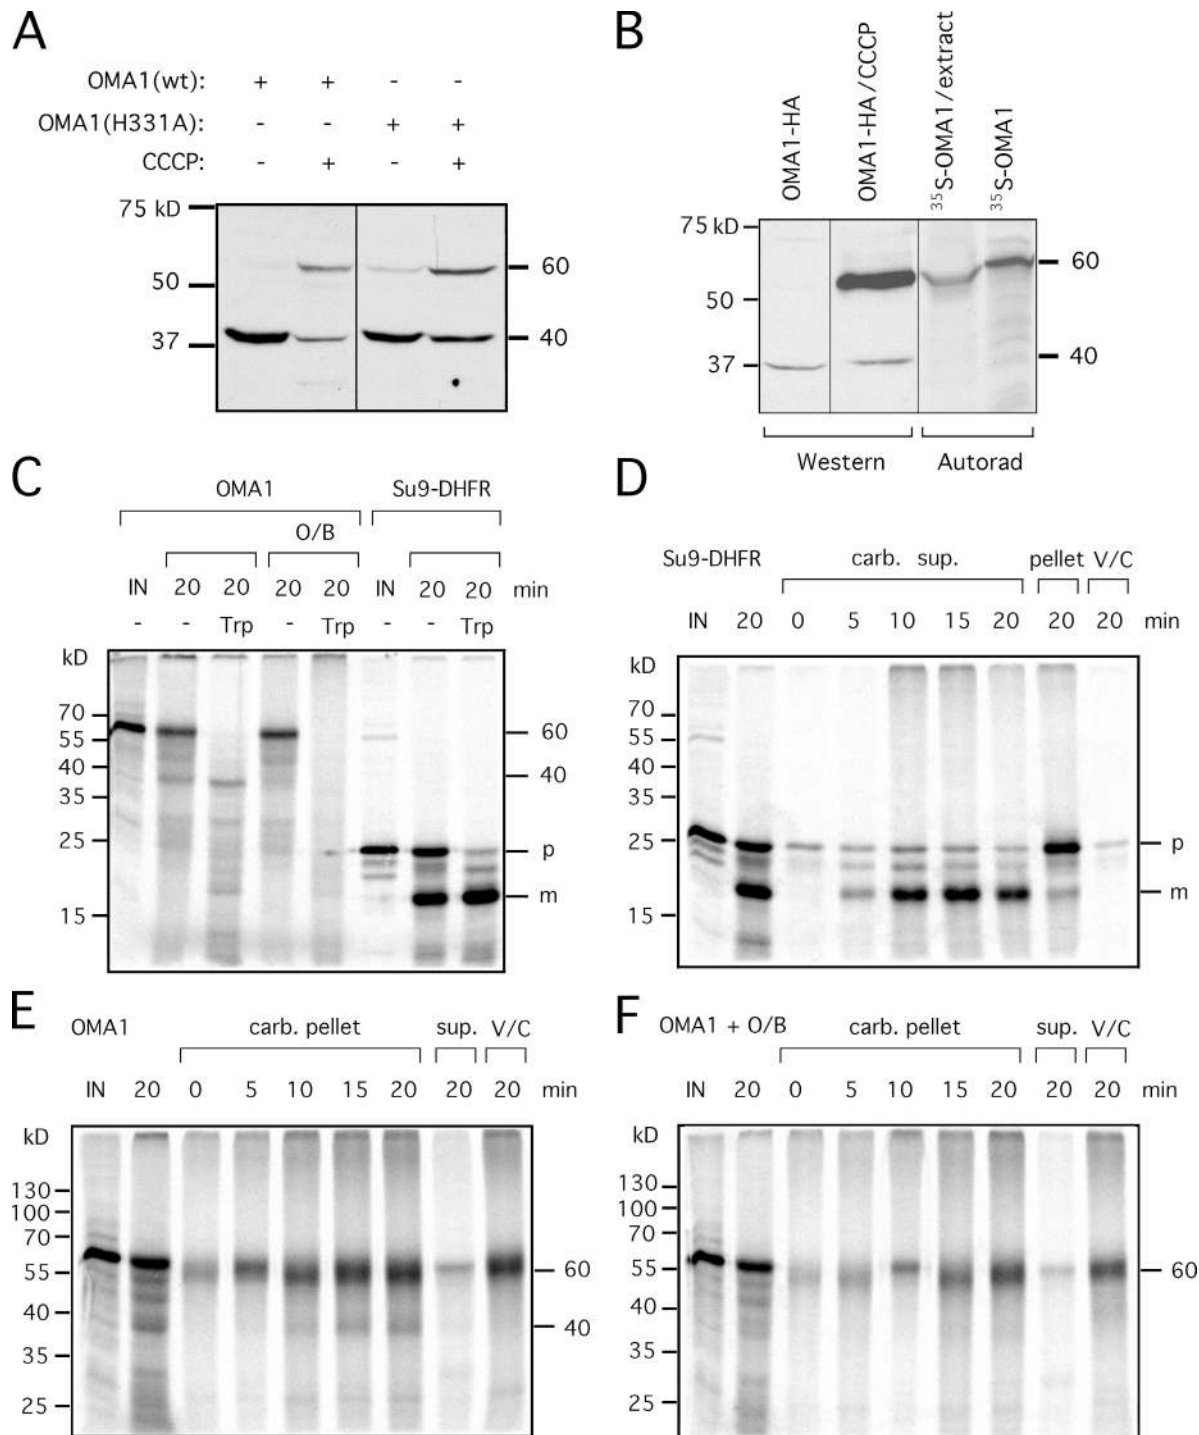 A
OMA1(wt): + + - -
OMA1(H331A): - - + +
CCCP: - + - +
75 kD
50
37
60
40
B
OMA1-HA
OMA1-HA/CCCP
35S-OMA1/extract
35S-OMA1
75 kD
50
37
60
40
Western Autorad
C
OMA1 Su9-DHFR
O/B
IN 20 20 20 20 IN 20 20 min
- - Trp - Trp - - Trp
kD
70
55
40
35
25
15
60
40
p
m
D
Su9-DHFR carb. sup. pellet V/C
IN 20 0 5 10 15 20 20 20 min
kD
70
55
40
35
25
15
p
m
E
OMA1 carb. pellet sup. V/C
IN 20 0 5 10 15 20 20 20 min
kD
130
100
70
55
40
35
25
60
40
F
OMA1 + O/B carb. pellet sup. V/C
IN 20 0 5 10 15 20 20 20 min
kD
130
100
70
55
40
35
25
60